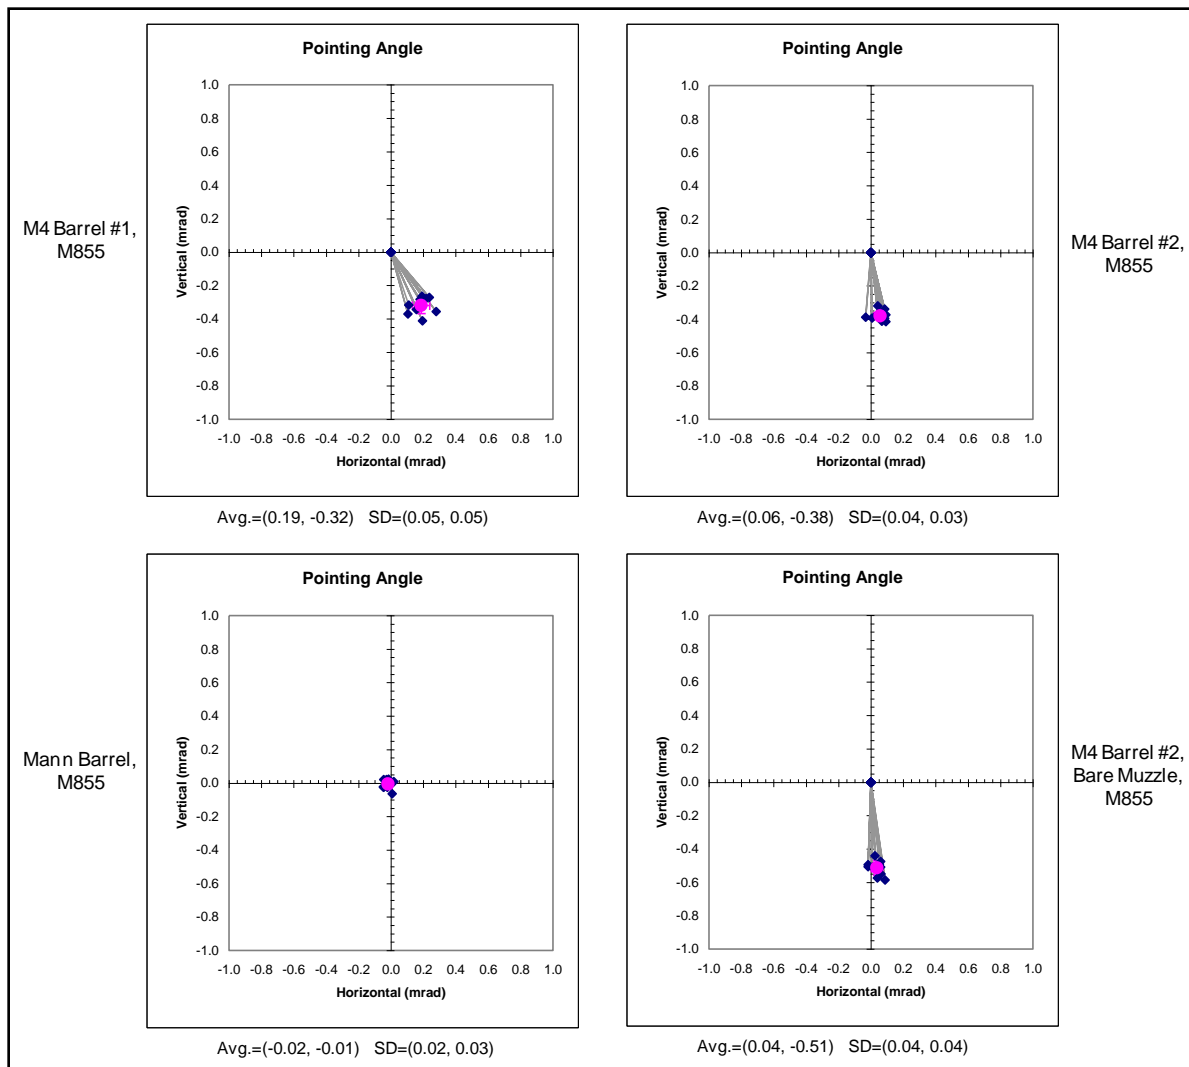 M4 Barrel #1,
M855
Pointing Angle
1.0
0.8
0.6
0.4
0.2
0.0
-0.2
-0.4
-0.6
-0.8
-1.0
-1.0 -0.8 -0.6 -0.4 -0.2 0.0 0.2 0.4 0.6 0.8 1.0
Vertical (mrad)
Horizontal (mrad)
Avg.=(0.19, -0.32) SD=(0.05, 0.05)
Pointing Angle
1.0
0.8
0.6
0.4
0.2
0.0
-0.2
-0.4
-0.6
-0.8
-1.0
-1.0 -0.8 -0.6 -0.4 -0.2 0.0 0.2 0.4 0.6 0.8 1.0
Vertical (mrad)
Horizontal (mrad)
Avg.=(0.06, -0.38) SD=(0.04, 0.03)
M4 Barrel #2,
M855
Mann Barrel,
M855
Pointing Angle
1.0
0.8
0.6
0.4
0.2
0.0
-0.2
-0.4
-0.6
-0.8
-1.0
-1.0 -0.8 -0.6 -0.4 -0.2 0.0 0.2 0.4 0.6 0.8 1.0
Vertical (mrad)
Horizontal (mrad)
Avg.=(-0.02, -0.01) SD=(0.02, 0.03)
Pointing Angle
1.0
0.8
0.6
0.4
0.2
0.0
-0.2
-0.4
-0.6
-0.8
-1.0
-1.0 -0.8 -0.6 -0.4 -0.2 0.0 0.2 0.4 0.6 0.8 1.0
Vertical (mrad)
Horizontal (mrad)
Avg.=(0.04, -0.51) SD=(0.04, 0.04)
M4 Barrel #2,
Bare Muzzle,
M855